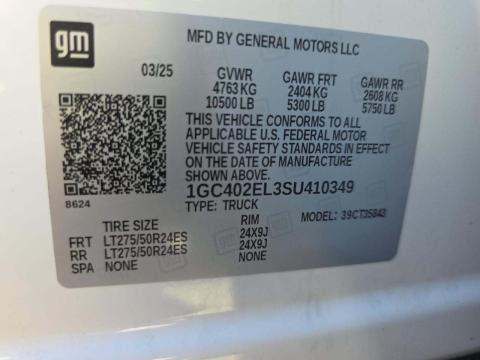 gm
MFD BY GENERAL MOTORS LLC
03/25 GVWR GAWR FRT GAWR RR
4763 KG 2404 KG 2608 KG
10500 LB 5300 LB 5750 LB
THIS VEHICLE CONFORMS TO ALL
APPLICABLE U.S. FEDERAL MOTOR
VEHICLE SAFETY STANDARDS IN EFFECT
ON THE DATE OF MANUFACTURE SHOWN ABOVE.
1GC402EL3SU410349
8624 TYPE: TRUCK MODEL:
TIRE SIZE RIM
FRT LT275/50R24ES 24X9J
RR LT275/50R24ES 24X9J
SPA NONE NONE